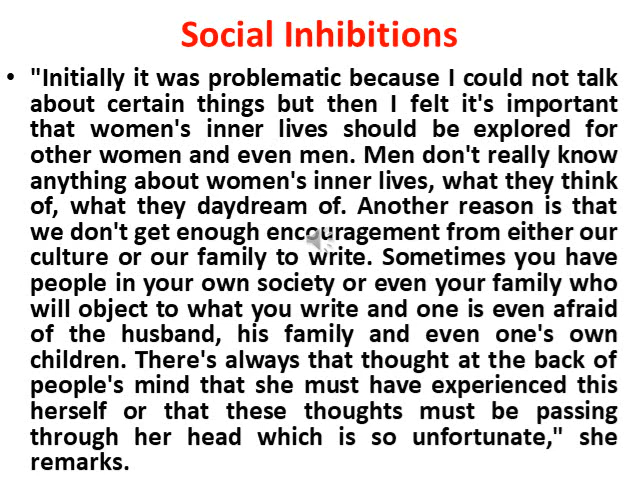 Social Inhibitions
• "Initially it was problematic because I could not talk
about certain things but then I felt it's important
that women's inner lives should be explored for
other women and even men. Men don't really know
anything about women's inner lives, what they think
of, what they daydream of. Another reason is that
we don't get enough encouragement from either our
culture or our family to write. Sometimes you have
people in your own society or even your family who
will object to what you write and one is even afraid
of the husband, his family and even one's own
children. There's always that thought at the back of
people's mind that she must have experienced this
herself or that these thoughts must be passing
through her head which is so unfortunate," she
remarks.